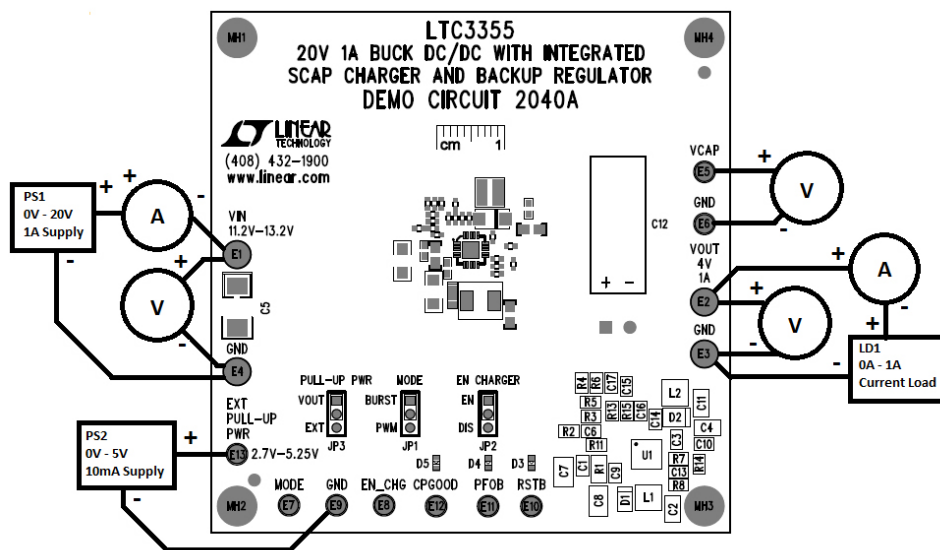 MH1
LTC3355
MH4
20V 1A BUCK DC/DC WITH INTEGRATED
SCAP CHARGER AND BACKUP REGULATOR
DEMO CIRCUIT 2040A
LINEAR
TECHNOLOGY
(408) 432-1900
www.linear.com
cm 1
PS1
0V - 20V
1A Supply
+
-
+
A
-
VIN
11.2V-13.2V
E1
+
V
-
C5
GND
E4
VCAP
E5
+
V
-
GND
E6
C12
+ -
VOUT
4V
1A
E2
+
V
-
GND
E3
A
-
+
LD1
0A - 1A
Current Load
-
EXT
PULL-UP
PWR
E13
2.7V-5.25V
PS2
0V - 5V
10mA Supply
+
-
PULL-UP PWR
VOUT
EXT
JP3
MODE
BURST
PWM
JP1
EN CHARGER
EN
DIS
JP2
D5
D4
D3
MODE
E7
GND
E9
EN_CHG
E8
CPGOOD
E12
PFOB
E11
RSTB
E10
MH2
MH3
R4
R6
C17
C15
L2
C11
R5
R3
R13
R15
C16
C14
D2
C4
R2
C6
R11
C3
C10
U1
C7
C1
R1
C9
R7
C13
R8
R14
C8
D1
L1
C2